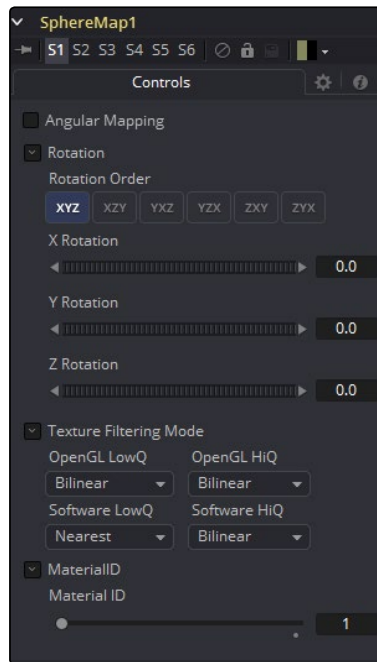 SphereMap1
S1 S2 S3 S4 S5 S6
Controls
Angular Mapping
Rotation
Rotation Order
XYZ XZY YXZ YZX ZXY ZYX
X Rotation
0.0
Y Rotation
0.0
Z Rotation
0.0
Texture Filtering Mode
OpenGL LowQ OpenGL HiQ
Bilinear Bilinear
Software LowQ Software HiQ
Nearest Bilinear
MaterialID
Material ID
1